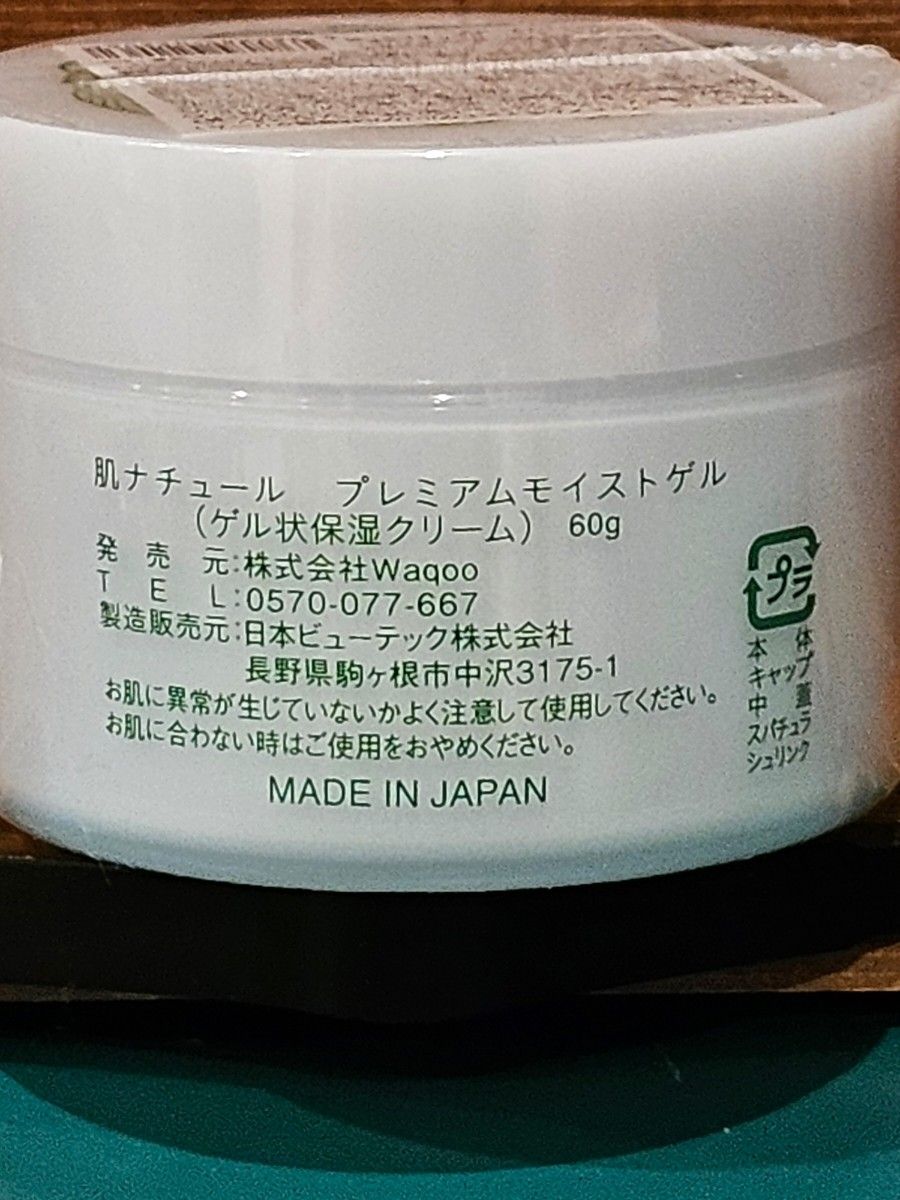 肌ナチュール　プレミアムモイストゲル
（ゲル状保湿クリーム） 60g
発売元:株式会社Waqoo
TEL:0570-077-667
製造販売元:日本ビューテック株式会社
長野県駒ヶ根市中沢3175-1
お肌に異常が生じていないかよく注意して使用してください。
お肌に合わない時はご使用をおやめください。
MADE IN JAPAN
プラ
本体
キャップ
中蓋
スパチュラ
シュリンク